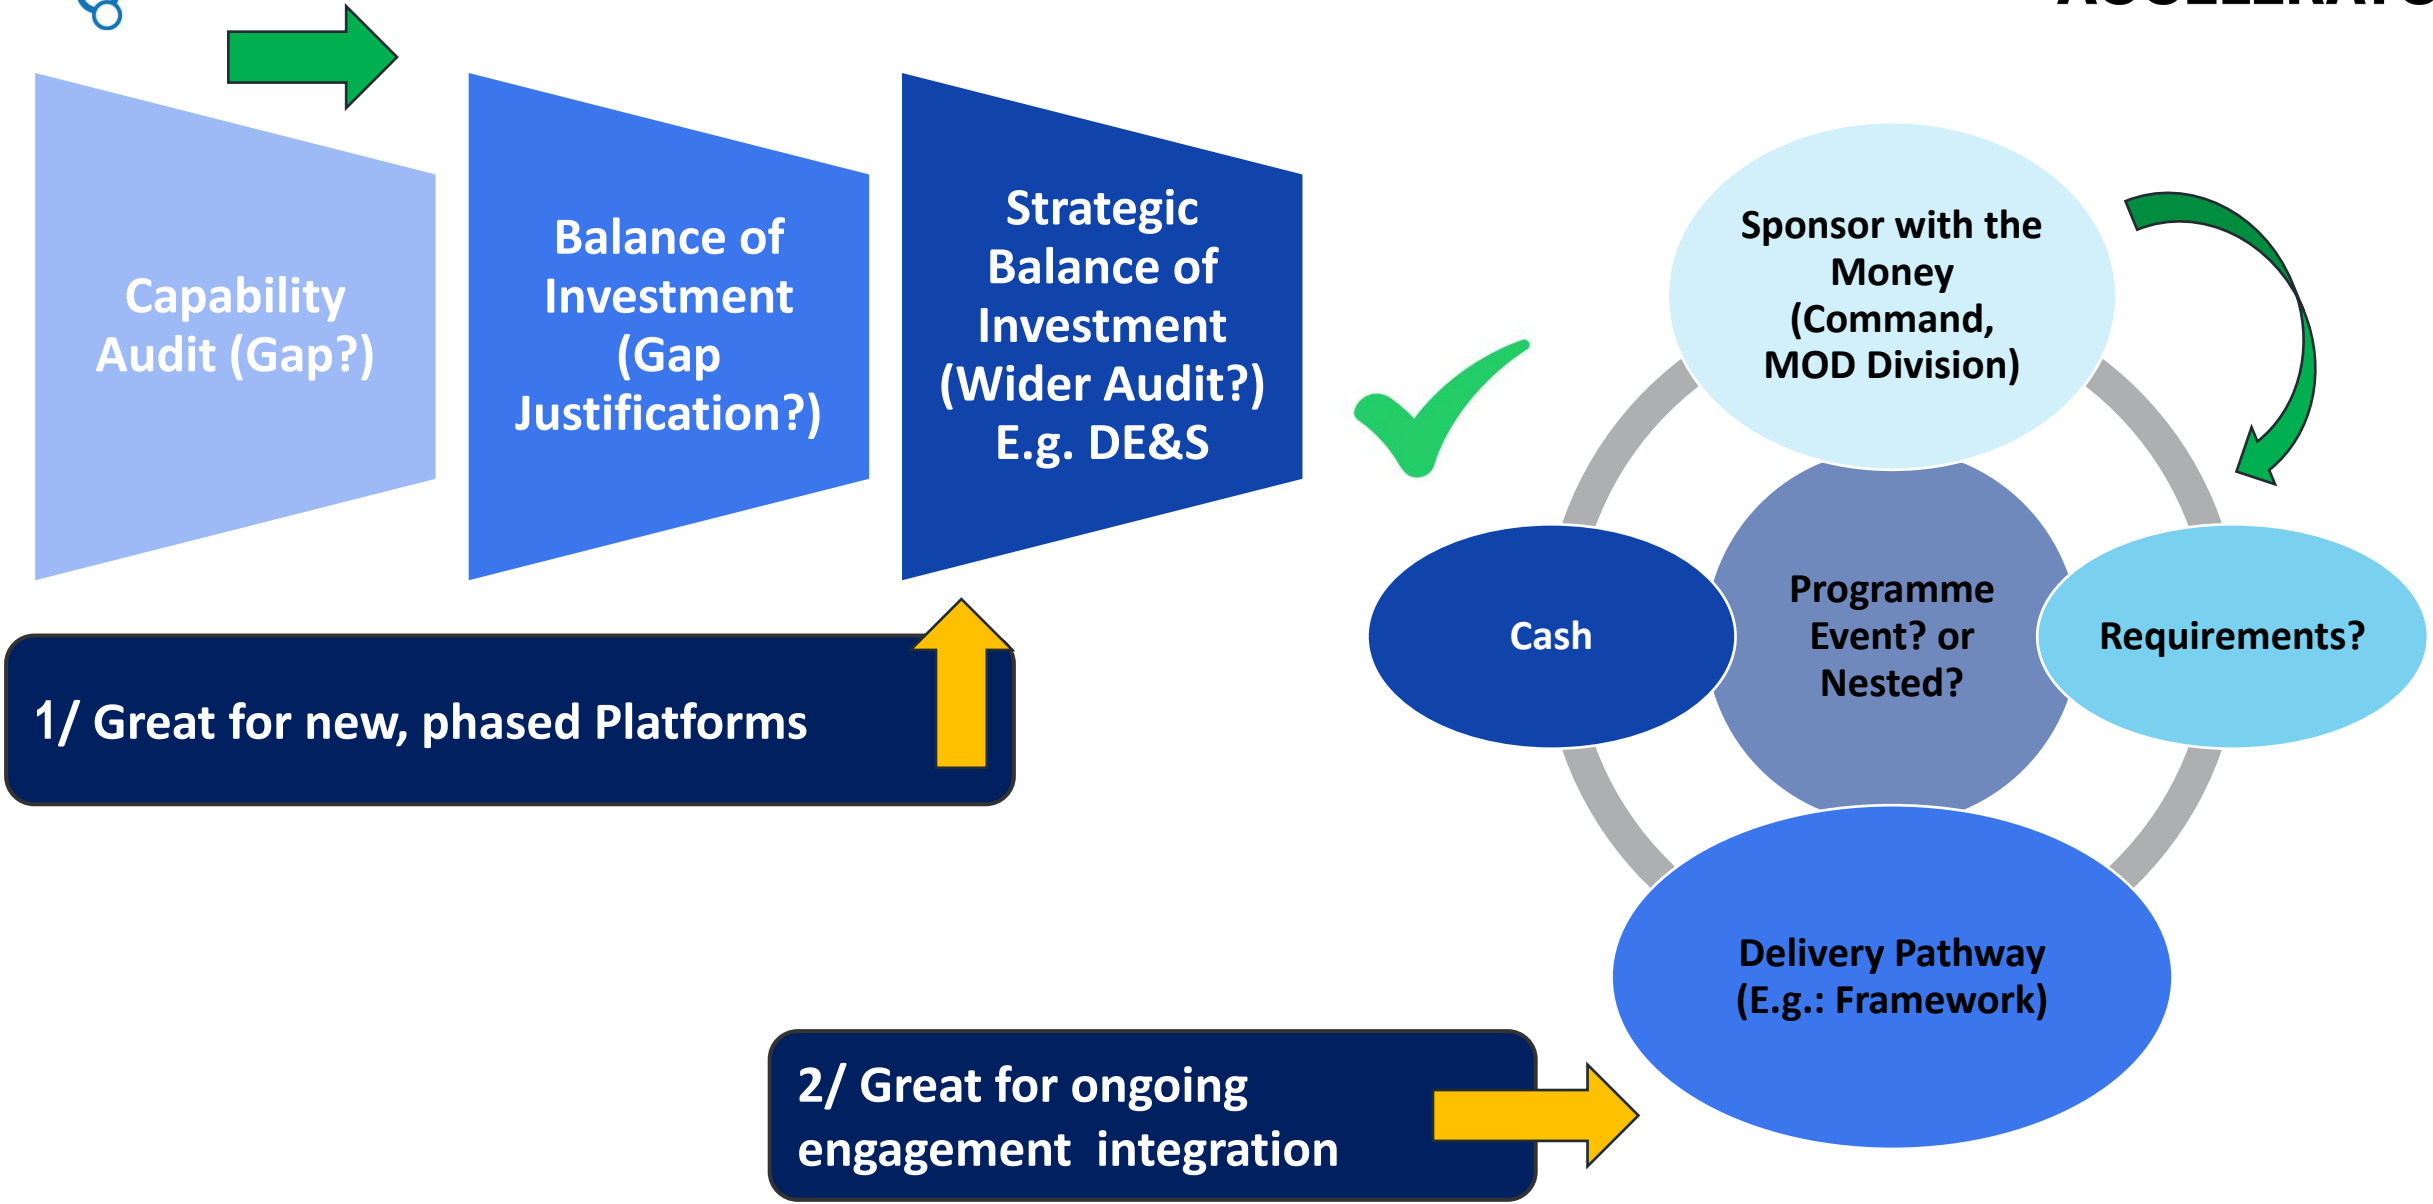 Capability
Audit (Gap?)
Balance of
Investment
(Gap
Justification?)
Strategic
Balance of
Investment
(Wider Audit?)
E.g. DE&S
1/ Great for new, phased Platforms
Sponsor with the
Money
(Command,
MOD Division)
Cash
Programme
Event? or
Nested?
Requirements?
Delivery Pathway
(E.g.: Framework)
2/ Great for ongoing
engagement  integration